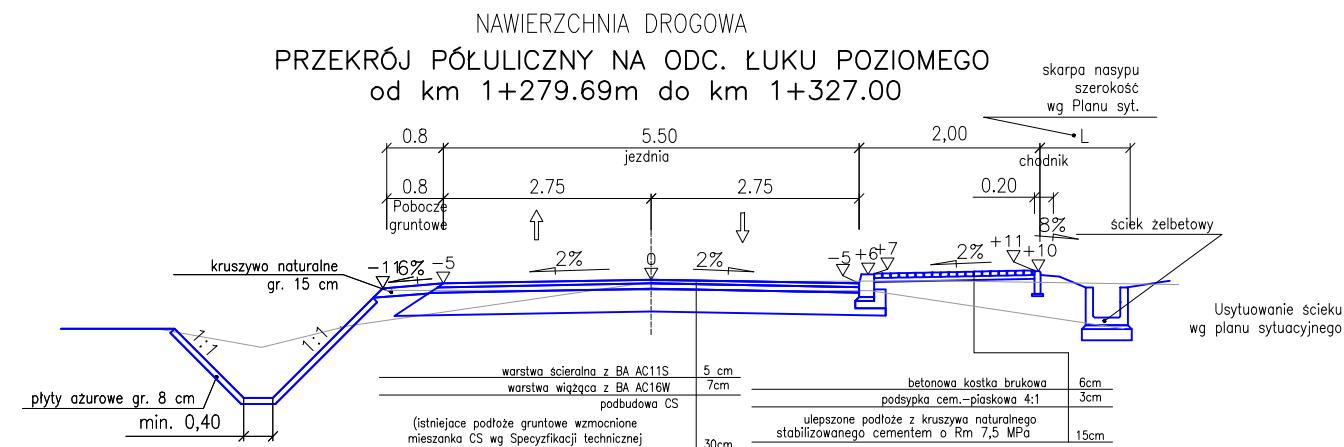 NAWIERZCHNIA DROGOWA
PRZEKRÓJ PÓŁULICZNY NA ODC. ŁUKU POZIOMEGO
od km 1+279.69m do km 1+327.00
skarpa nasypu
szerokość
wg Planu syt.
L
0.8
5.50
2,00
jezdnia
chodnik
0.8
2.75
2.75
0.20
Pobocze
gruntowe
8%
ściek żelbetowy
kruszywo naturalne
gr. 15 cm
-11
6%
-5
2%
0
2%
-5
+6
+7
2%
+11
+10
Usytuowanie ścieku
wg planu sytuacyjnego
1:1
1:1
płyty ażurowe gr. 8 cm
min. 0,40
warstwa ścieralna z BA AC11S 5 cm
warstwa wiążąca z BA AC16W 7cm
podbudowa CS
(istniejace podłoże gruntowe wzmocnione
mieszanka CS wg Specyzfikacji technicznej
30cm
betonowa kostka brukowa 6cm
podsypka cem.-piaskowa 4:1 3cm
ulepszone podłoże z kruszywa naturalnego
stabilizowanego cementem o Rm 7,5 MPa 15cm